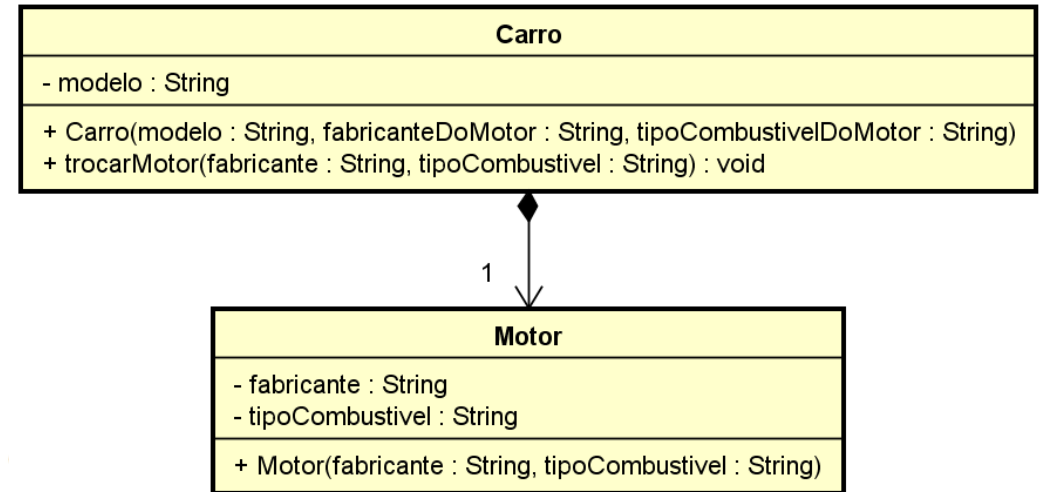 Carro
- modelo : String
+ Carro(modelo : String, fabricanteDoMotor : String, tipoCombustivelDoMotor : String)
+ trocarMotor(fabricante : String, tipoCombustivel : String) : void
1
Motor
- fabricante : String
- tipoCombustivel : String
+ Motor(fabricante : String, tipoCombustivel : String)